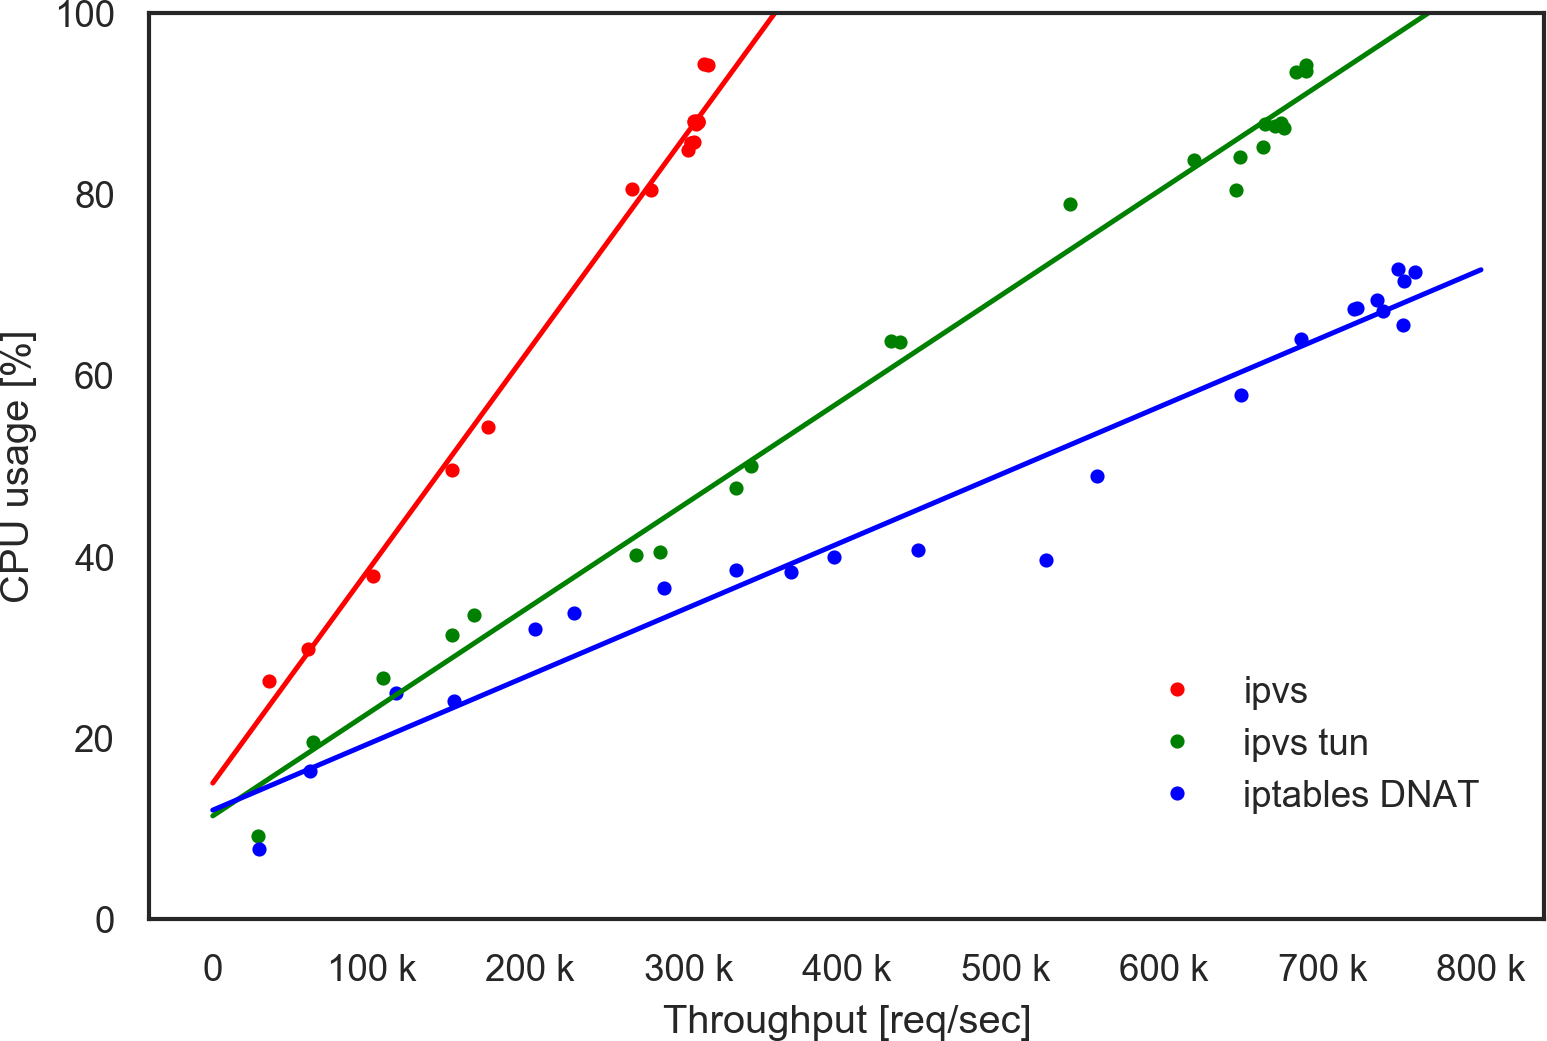 100
80
60
40
20
0
CPU usage [%]
ipvs
ipvs tun
iptables DNAT
0 100 k 200 k 300 k 400 k 500 k 600 k 700 k 800 k
Throughput [req/sec]